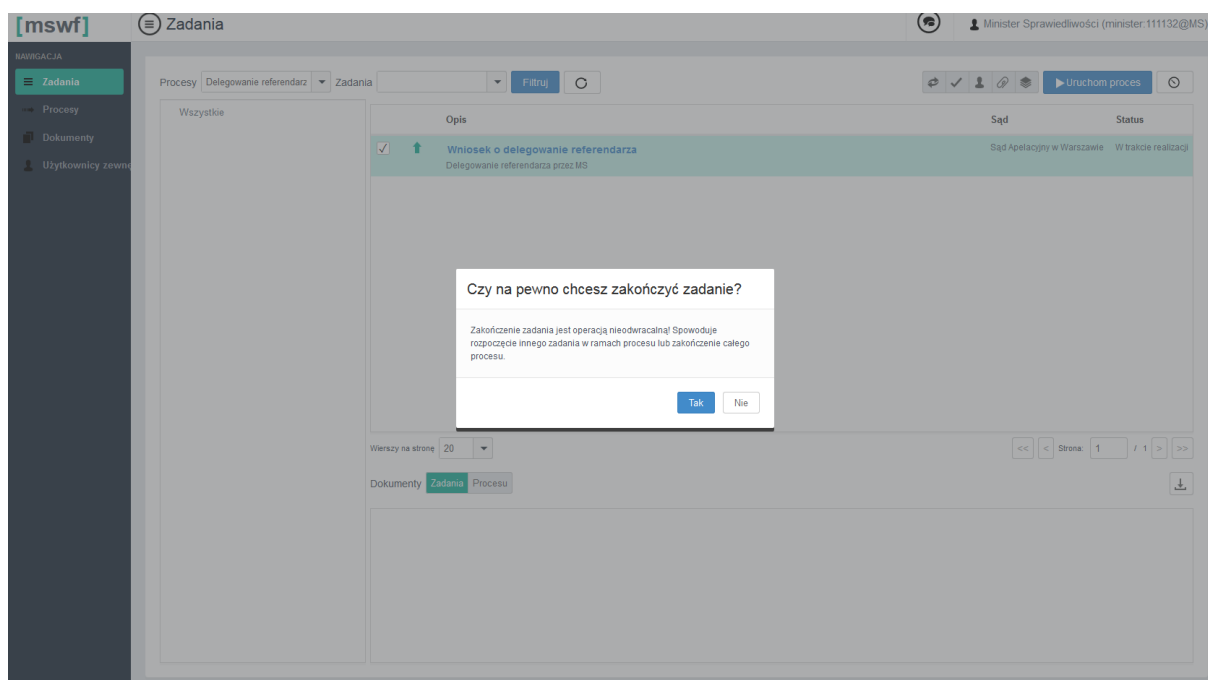 [mswf]
Zadania
Minister Sprawiedliwości (minister:111132@MS)
NAWIGACJA
Zadania
Procesy
Dokumenty
Użytkownicy zewnę
Procesy Delegowanie referendarz Zadania Filtruj Uruchom proces
Wszystkie
Opis Sąd Status
Wniosek o delegowanie referendarza Sąd Apelacyjny w Warszawie W trakcie realizacji
Delegowanie referendarza przez MS
Czy na pewno chcesz zakończyć zadanie?
Zakończenie zadania jest operacją nieodwracalną! Spowoduje
rozpoczęcie innego zadania w ramach procesu lub zakończenie całego
procesu.
Tak Nie
Wierszy na stronę 20 << < Strona: 1 / 1 > >>
Dokumenty Zadania Procesu